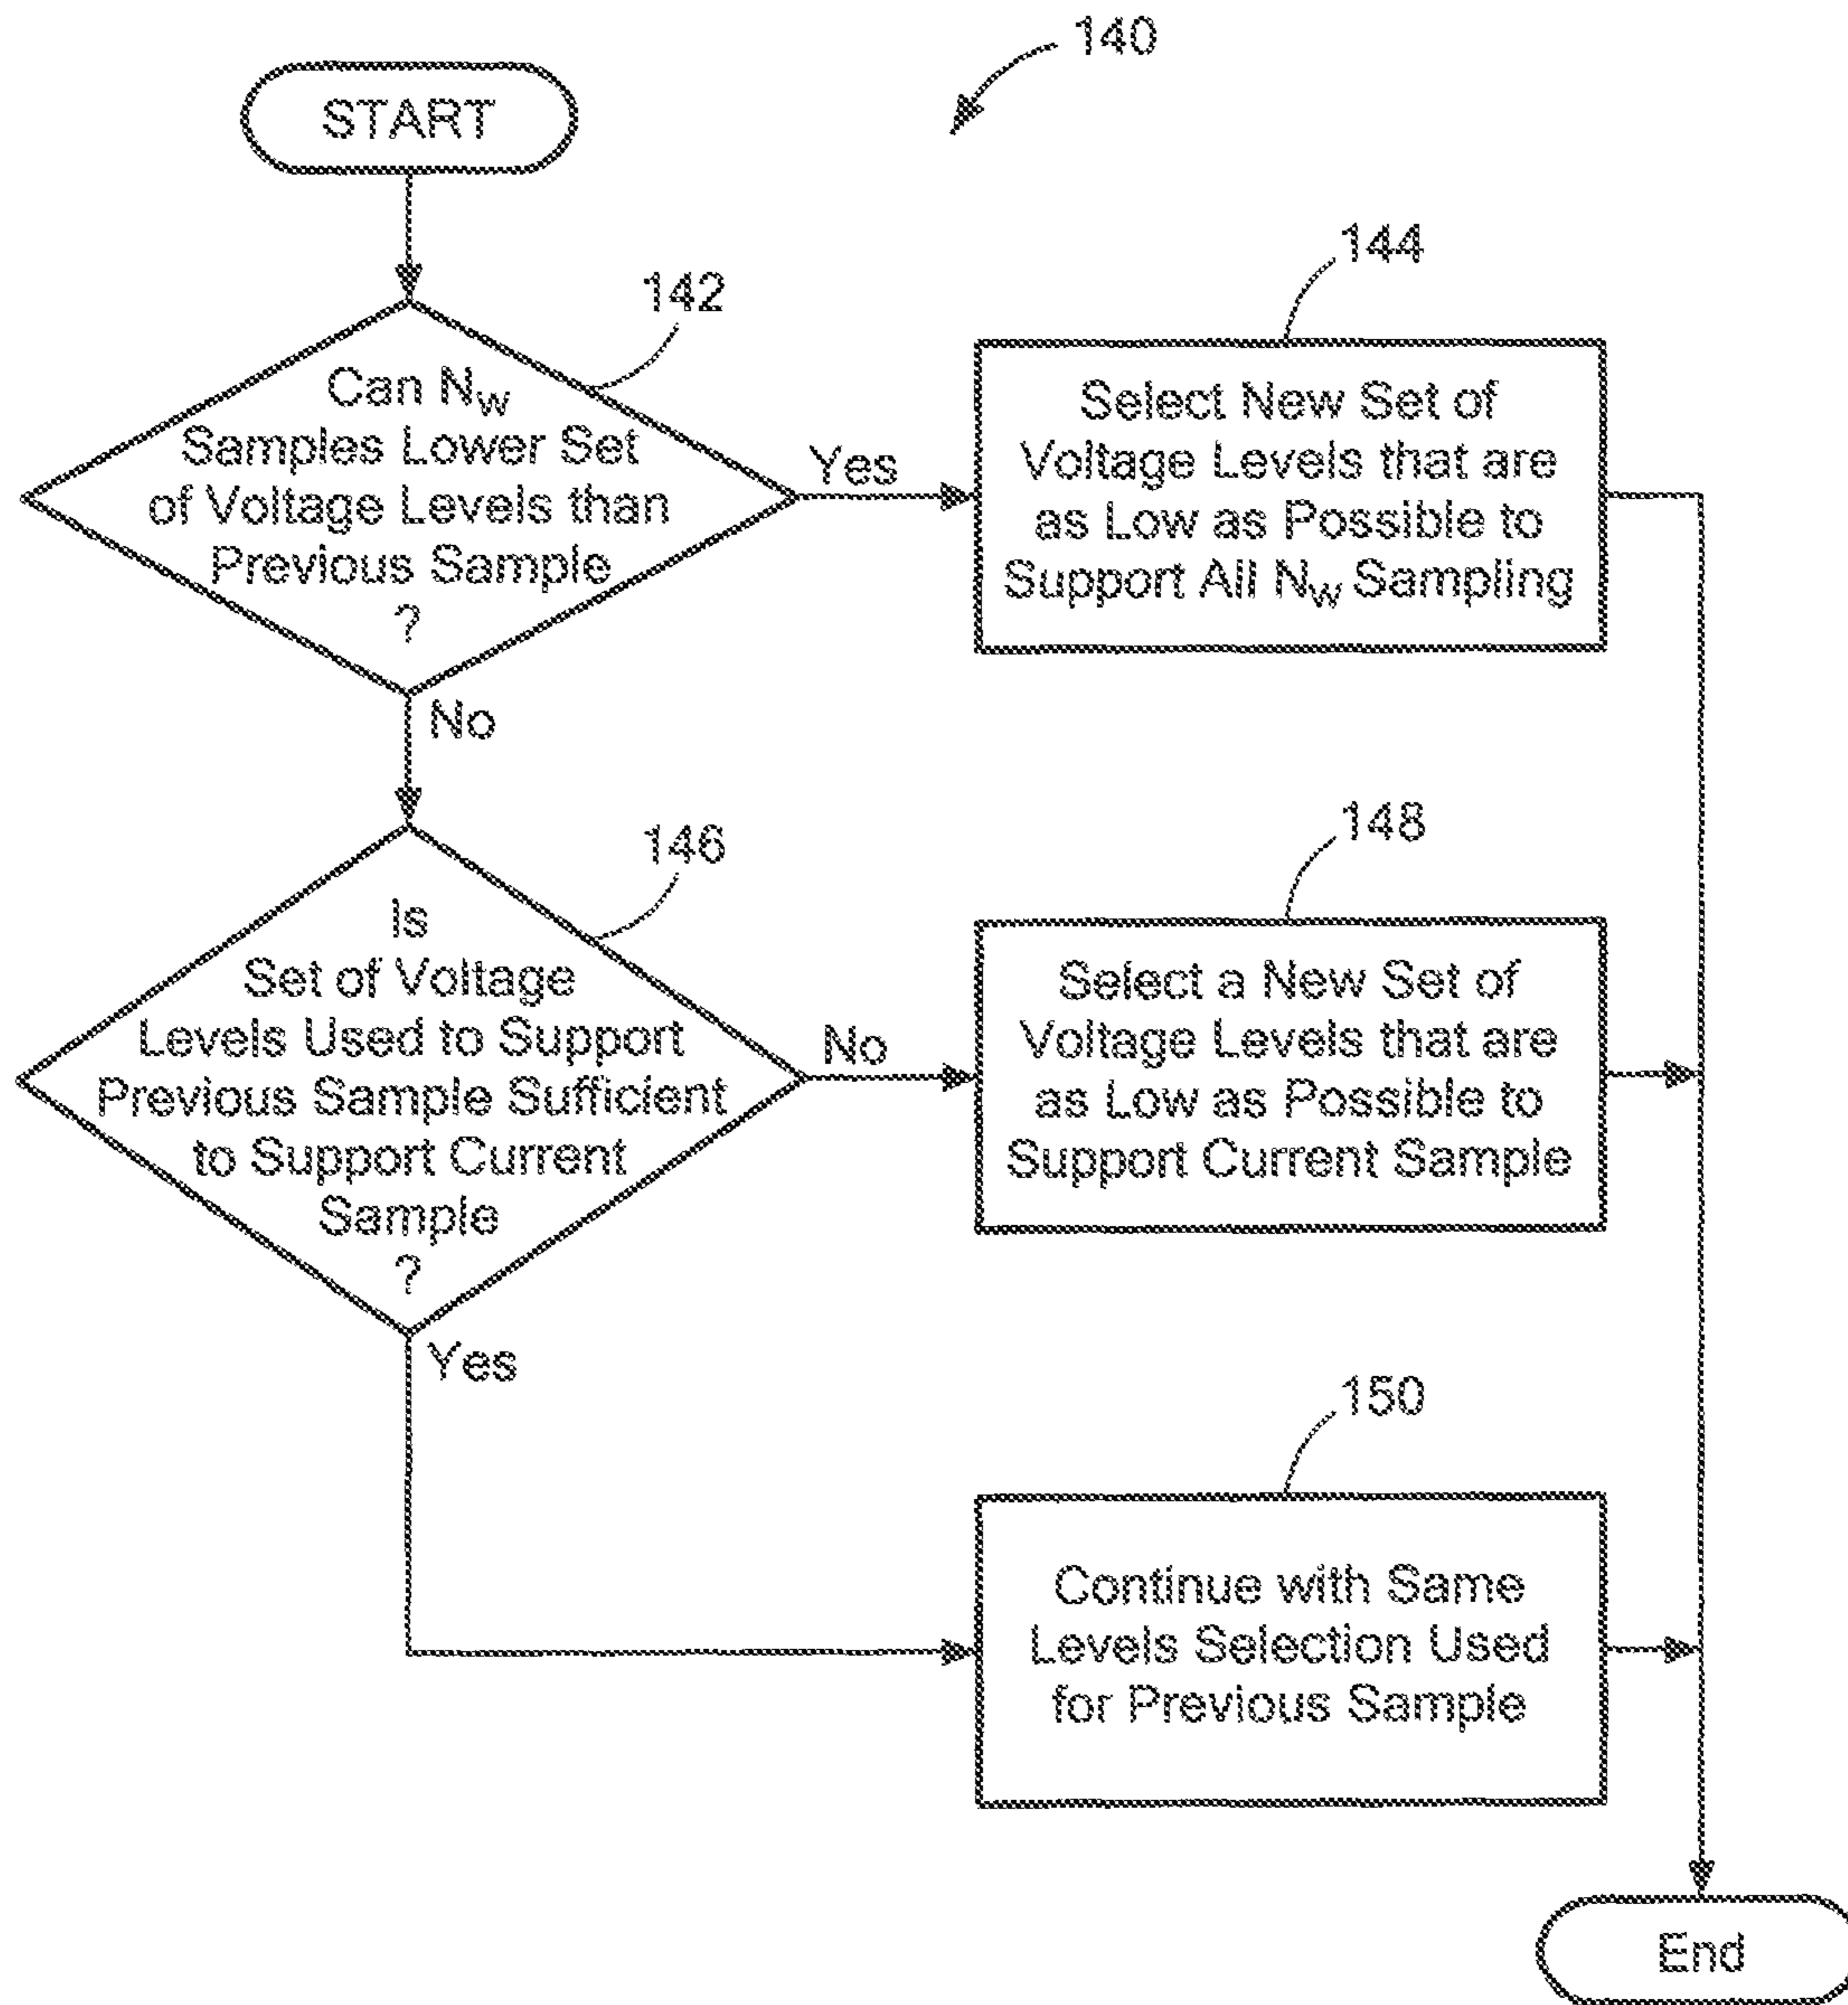 140
START
142
Can NW
Samples Lower Set
of Voltage Levels than
Previous Sample
?
Yes
No
144
Select New Set of
Voltage Levels that are
as Low as Possible to
Support All NW Sampling
146
Is
Set of Voltage
Levels Used to Support
Previous Sample Sufficient
to Support Current
Sample
?
No
Yes
148
Select a New Set of
Voltage Levels that are
as Low as Possible to
Support Current Sample
150
Continue with Same
Levels Selection Used
for Previous Sample
End